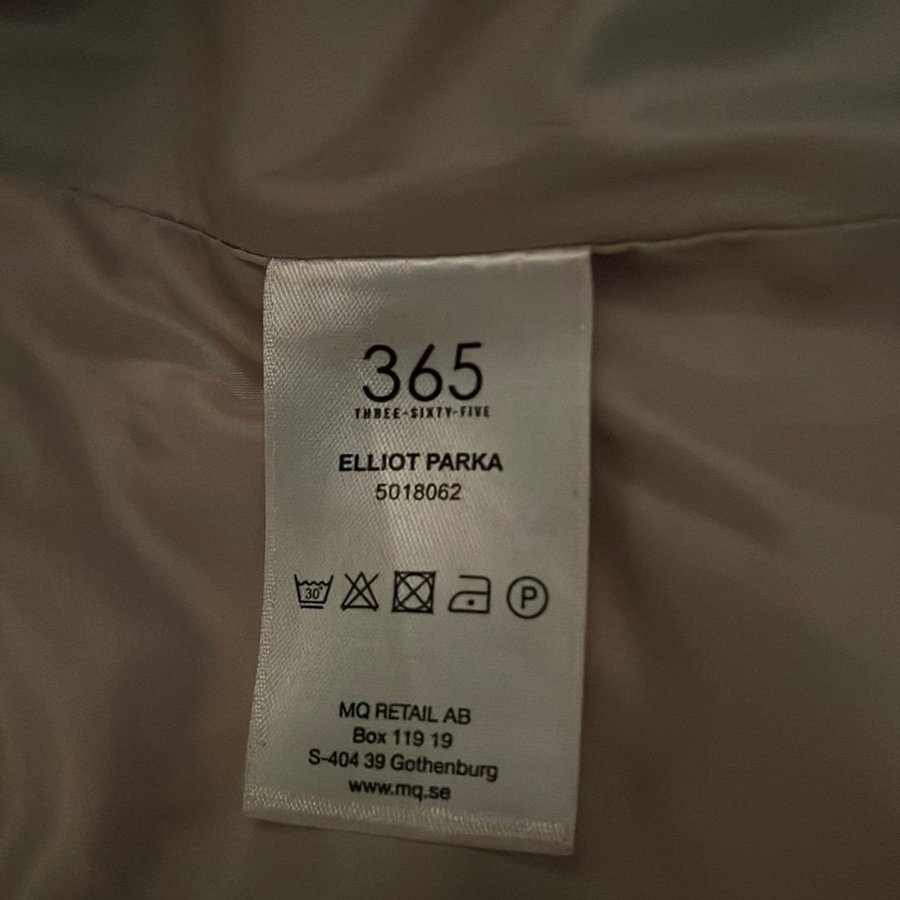 365
THREE-SIXTY-FIVE
ELLIOT PARKA
5018062
30° P
MQ RETAIL AB
Box 119 19
S-404 39 Gothenburg
www.mq.se